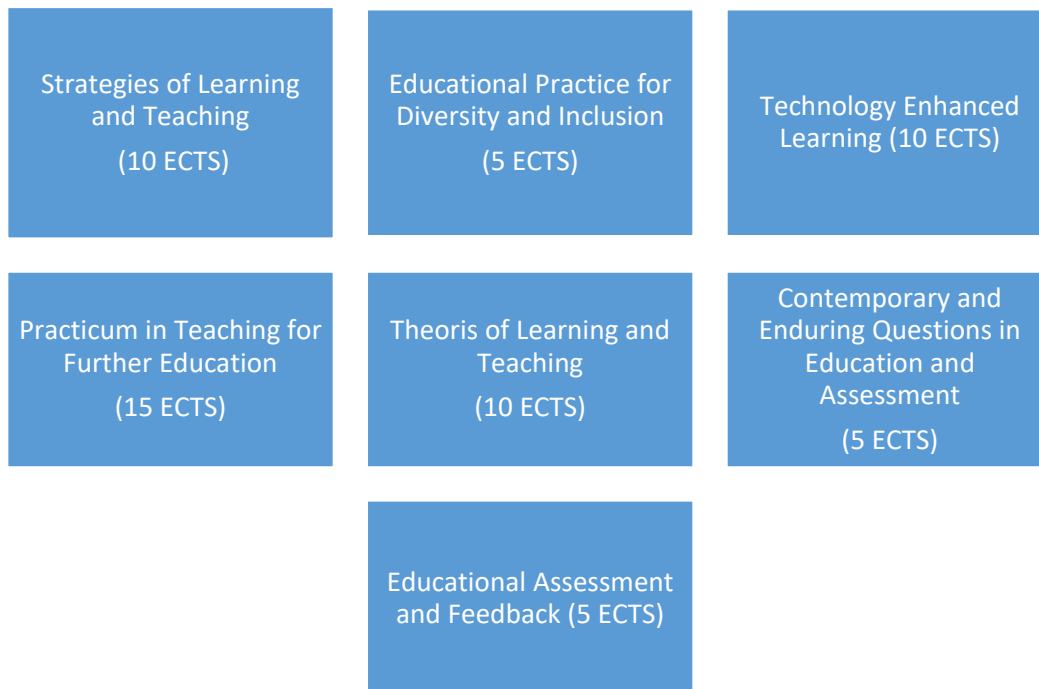 Strategies of Learning
and Teaching
(10 ECTS)
Educational Practice for
Diversity and Inclusion
(5 ECTS)
Technology Enhanced
Learning (10 ECTS)
Practicum in Teaching for
Further Education
(15 ECTS)
Theoris of Learning and
Teaching
(10 ECTS)
Contemporary and
Enduring Questions in
Education and
Assessment
(5 ECTS)
Educational Assessment
and Feedback (5 ECTS)